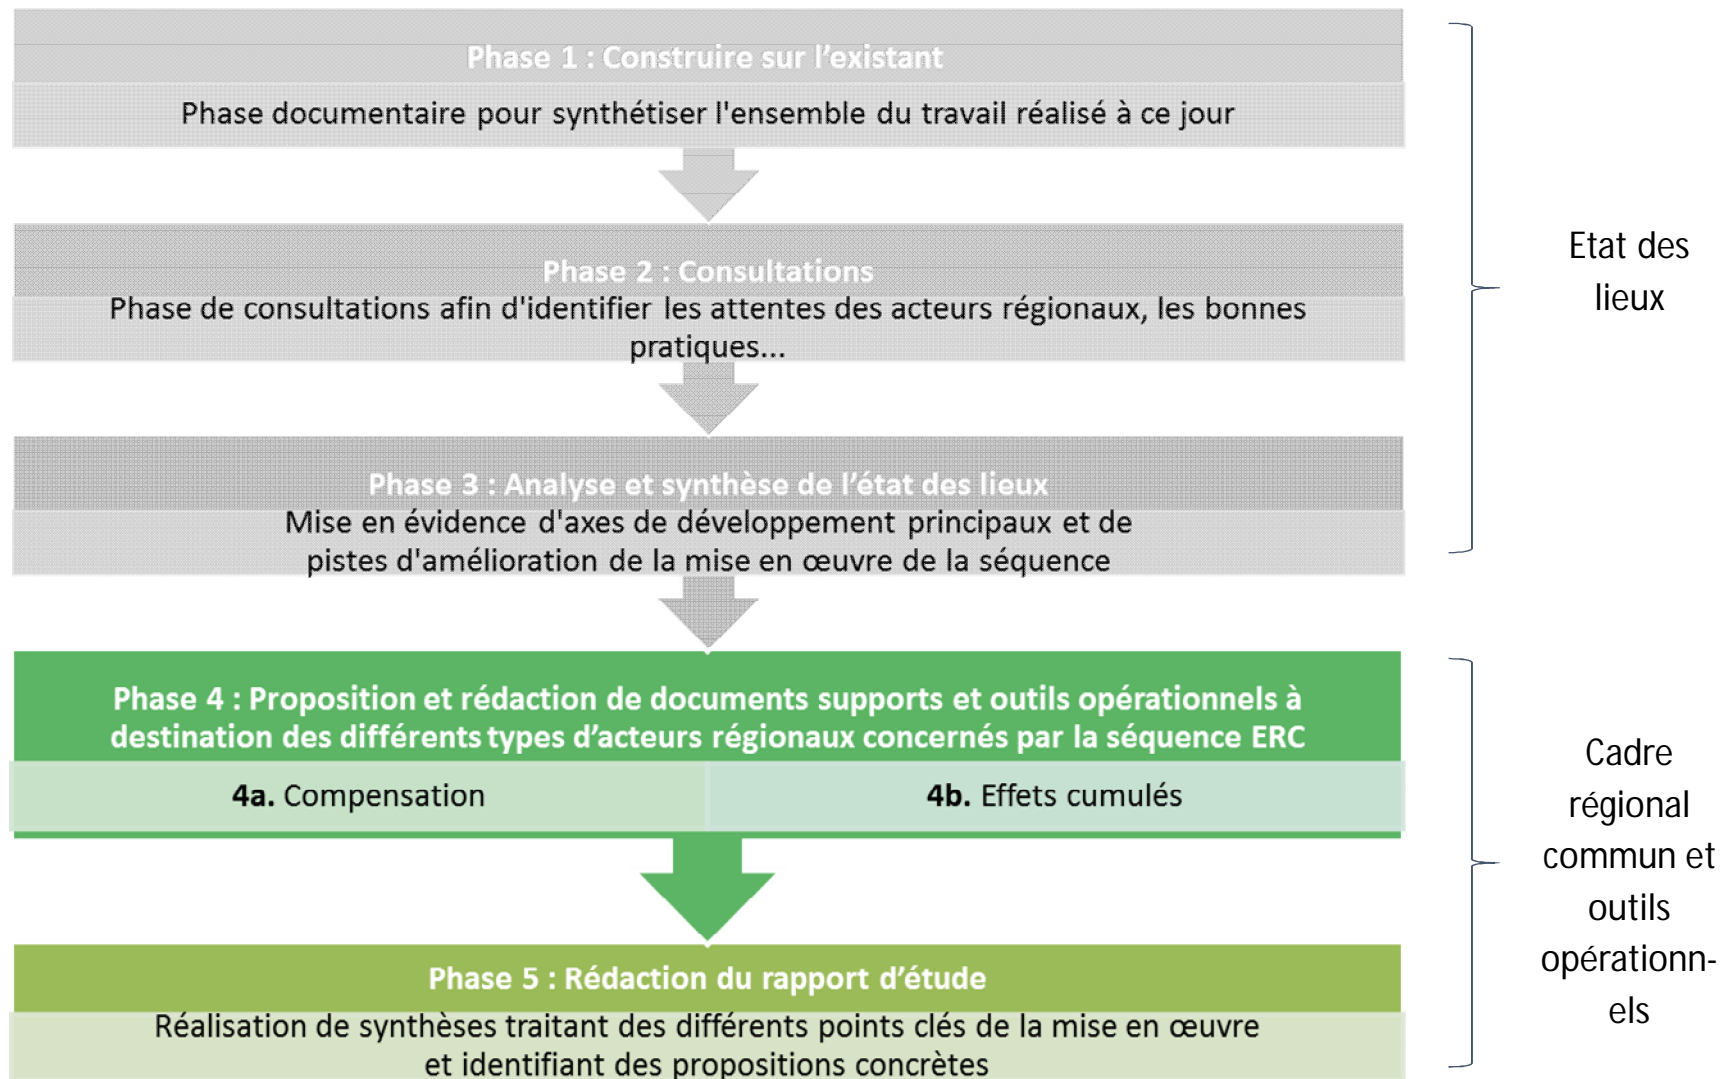 Phase 1 : Construire sur l’existant
Phase documentaire pour synthétiser l'ensemble du travail réalisé à ce jour
Phase 2 : Consultations
Phase de consultations afin d'identifier les attentes des acteurs régionaux, les bonnes
pratiques...
Phase 3 : Analyse et synthèse de l’état des lieux
Mise en évidence d'axes de développement principaux et de
pistes d'amélioration de la mise en œuvre de la séquence
Etat des
lieux
Phase 4 : Proposition et rédaction de documents supports et outils opérationnels à
destination des différents types d’acteurs régionaux concernés par la séquence ERC
4a. Compensation
4b. Effets cumulés
Phase 5 : Rédaction du rapport d’étude
Réalisation de synthèses traitant des différents points clés de la mise en œuvre
et identifiant des propositions concrètes
Cadre
régional
commun et
outils
opérationn-
els